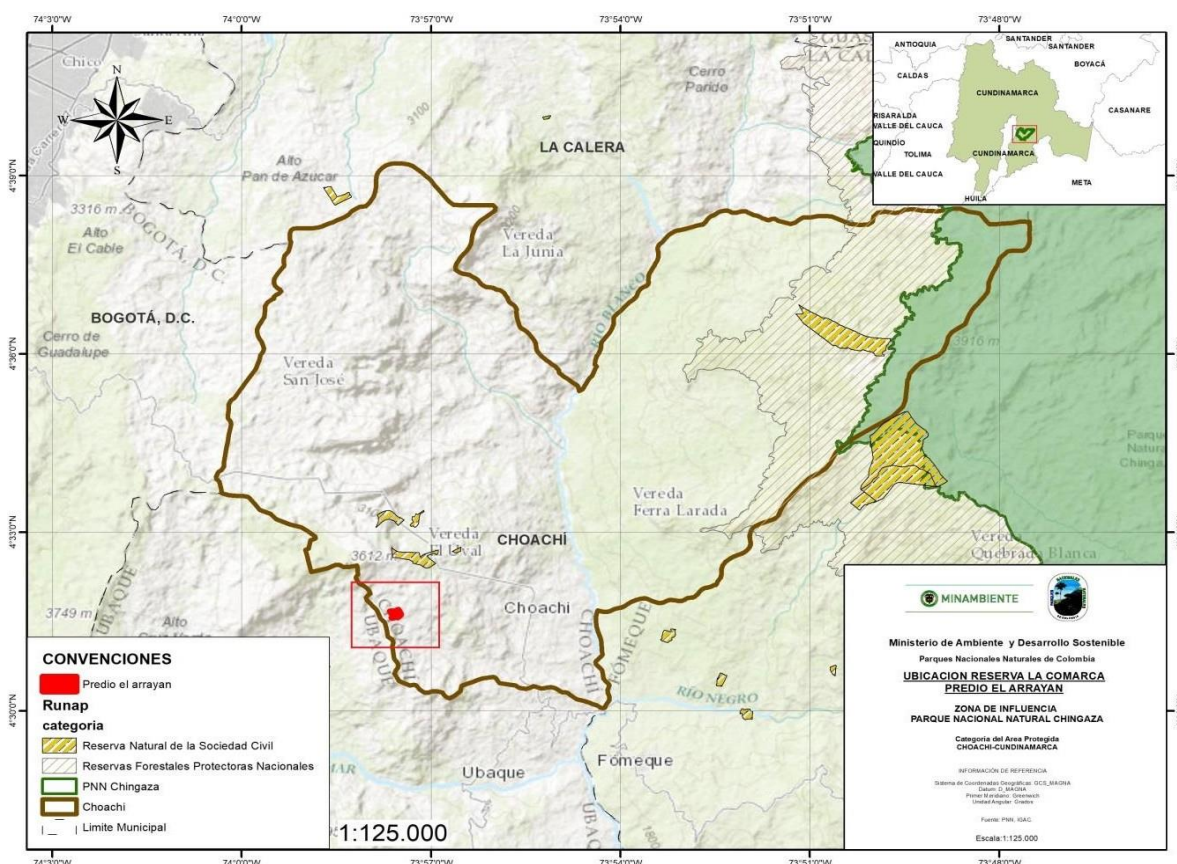 74°3'0"W
74°0'0"W
73°57'0"W
73°54'0"W
73°51'0"W
73°48'0"W
4°39'0"N
4°36'0"N
4°33'0"N
4°30'0"N
Chico
N
W
E
S
3100
Cerro
Parido
LA CALERA
Alto
Pan de Azucar
3316 m
Alto
El Cable
BOGOTÁ, D.C.
BOGOTÁ, D.C.
Cerro de
Guadalupe
Vereda
La Junia
RÍO BLANCO
Vereda
San José
3916 m
Vereda
Ferra Larada
Vereda
El Uval
3612 m
CHOACHÍ
Choachi
CHOACHÍ
UBAQUE
CHOACHÍ
FOMEQUE
UBAQUE
3749 m
Alto
Vereda
Quebrada Blanca
RÍO NEGRO
Fomeque
Ubaque
1800
ANTIOQUIA
SANTANDER
SANTANDER
BOYACÁ
CALDAS
CUNDINAMARCA
CASANARE
RISARALDA
VALLE DEL CAUCA
QUINDÍO
TOLIMA
CUNDINAMARCA
VALLE DEL CAUCA
META
HUILA
CONVENCIONES
Predio el arrayan
Runap
categoria
Reserva Natural de la Sociedad Civil
Reservas Forestales Protectoras Nacionales
PNN Chingaza
Choachi
Limite Municipal
1:125.000
MINAMBIENTE
Ministerio de Ambiente y Desarrollo Sostenible
Parques Nacionales Naturales de Colombia
UBICACION RESERVA LA COMARCA
PREDIO EL ARRAYAN
ZONA DE INFLUENCIA
PARQUE NACIONAL NATURAL CHINGAZA
Categoria del Area Protegida
CHOACHI-CUNDINAMARCA
INFORMACIÓN DE REFERENCIA
Sistema de Coordenadas Geográficas: GCS_MAGNA
Datum: D_MAGNA
Primer Meridiano: Greenwich
Unidad Angular: Grados
Fuente: PNN, IGAC.
Escala:1:125.000
74°3'0"W
74°0'0"W
73°57'0"W
73°54'0"W
73°51'0"W
73°48'0"W